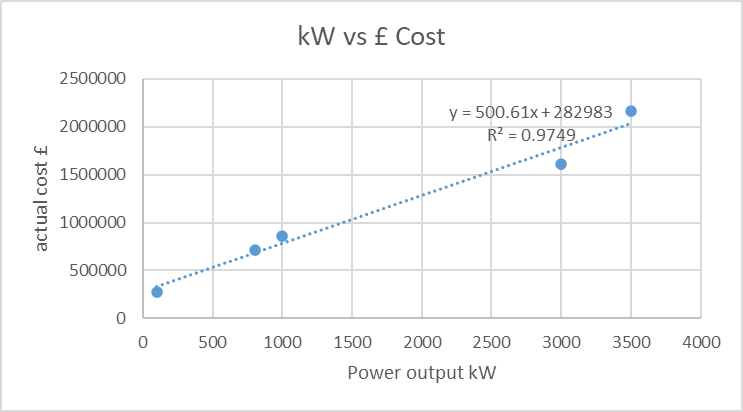 kW vs £ Cost
2500000
2000000
1500000
1000000
500000
0
actual cost £
y = 500.61x + 282983
R² = 0.9749
0 500 1000 1500 2000 2500 3000 3500 4000
Power output kW